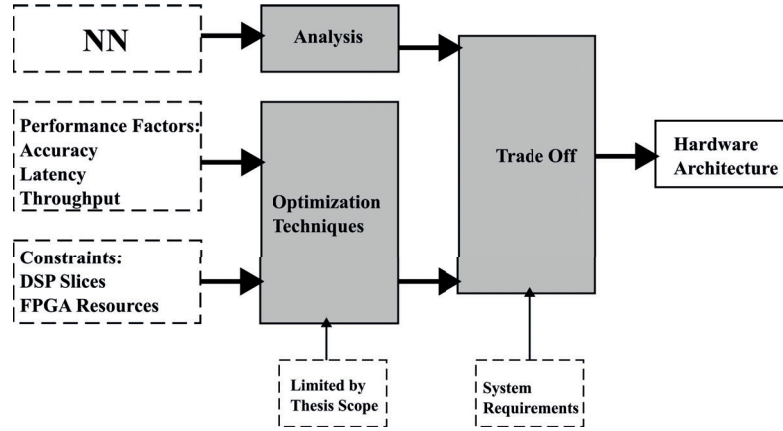 NN
Analysis
Performance Factors:
Accuracy
Latency
Throughput
Constraints:
DSP Slices
FPGA Resources
Optimization
Techniques
Trade Off
Hardware
Architecture
Limited by
Thesis Scope
System
Requirements